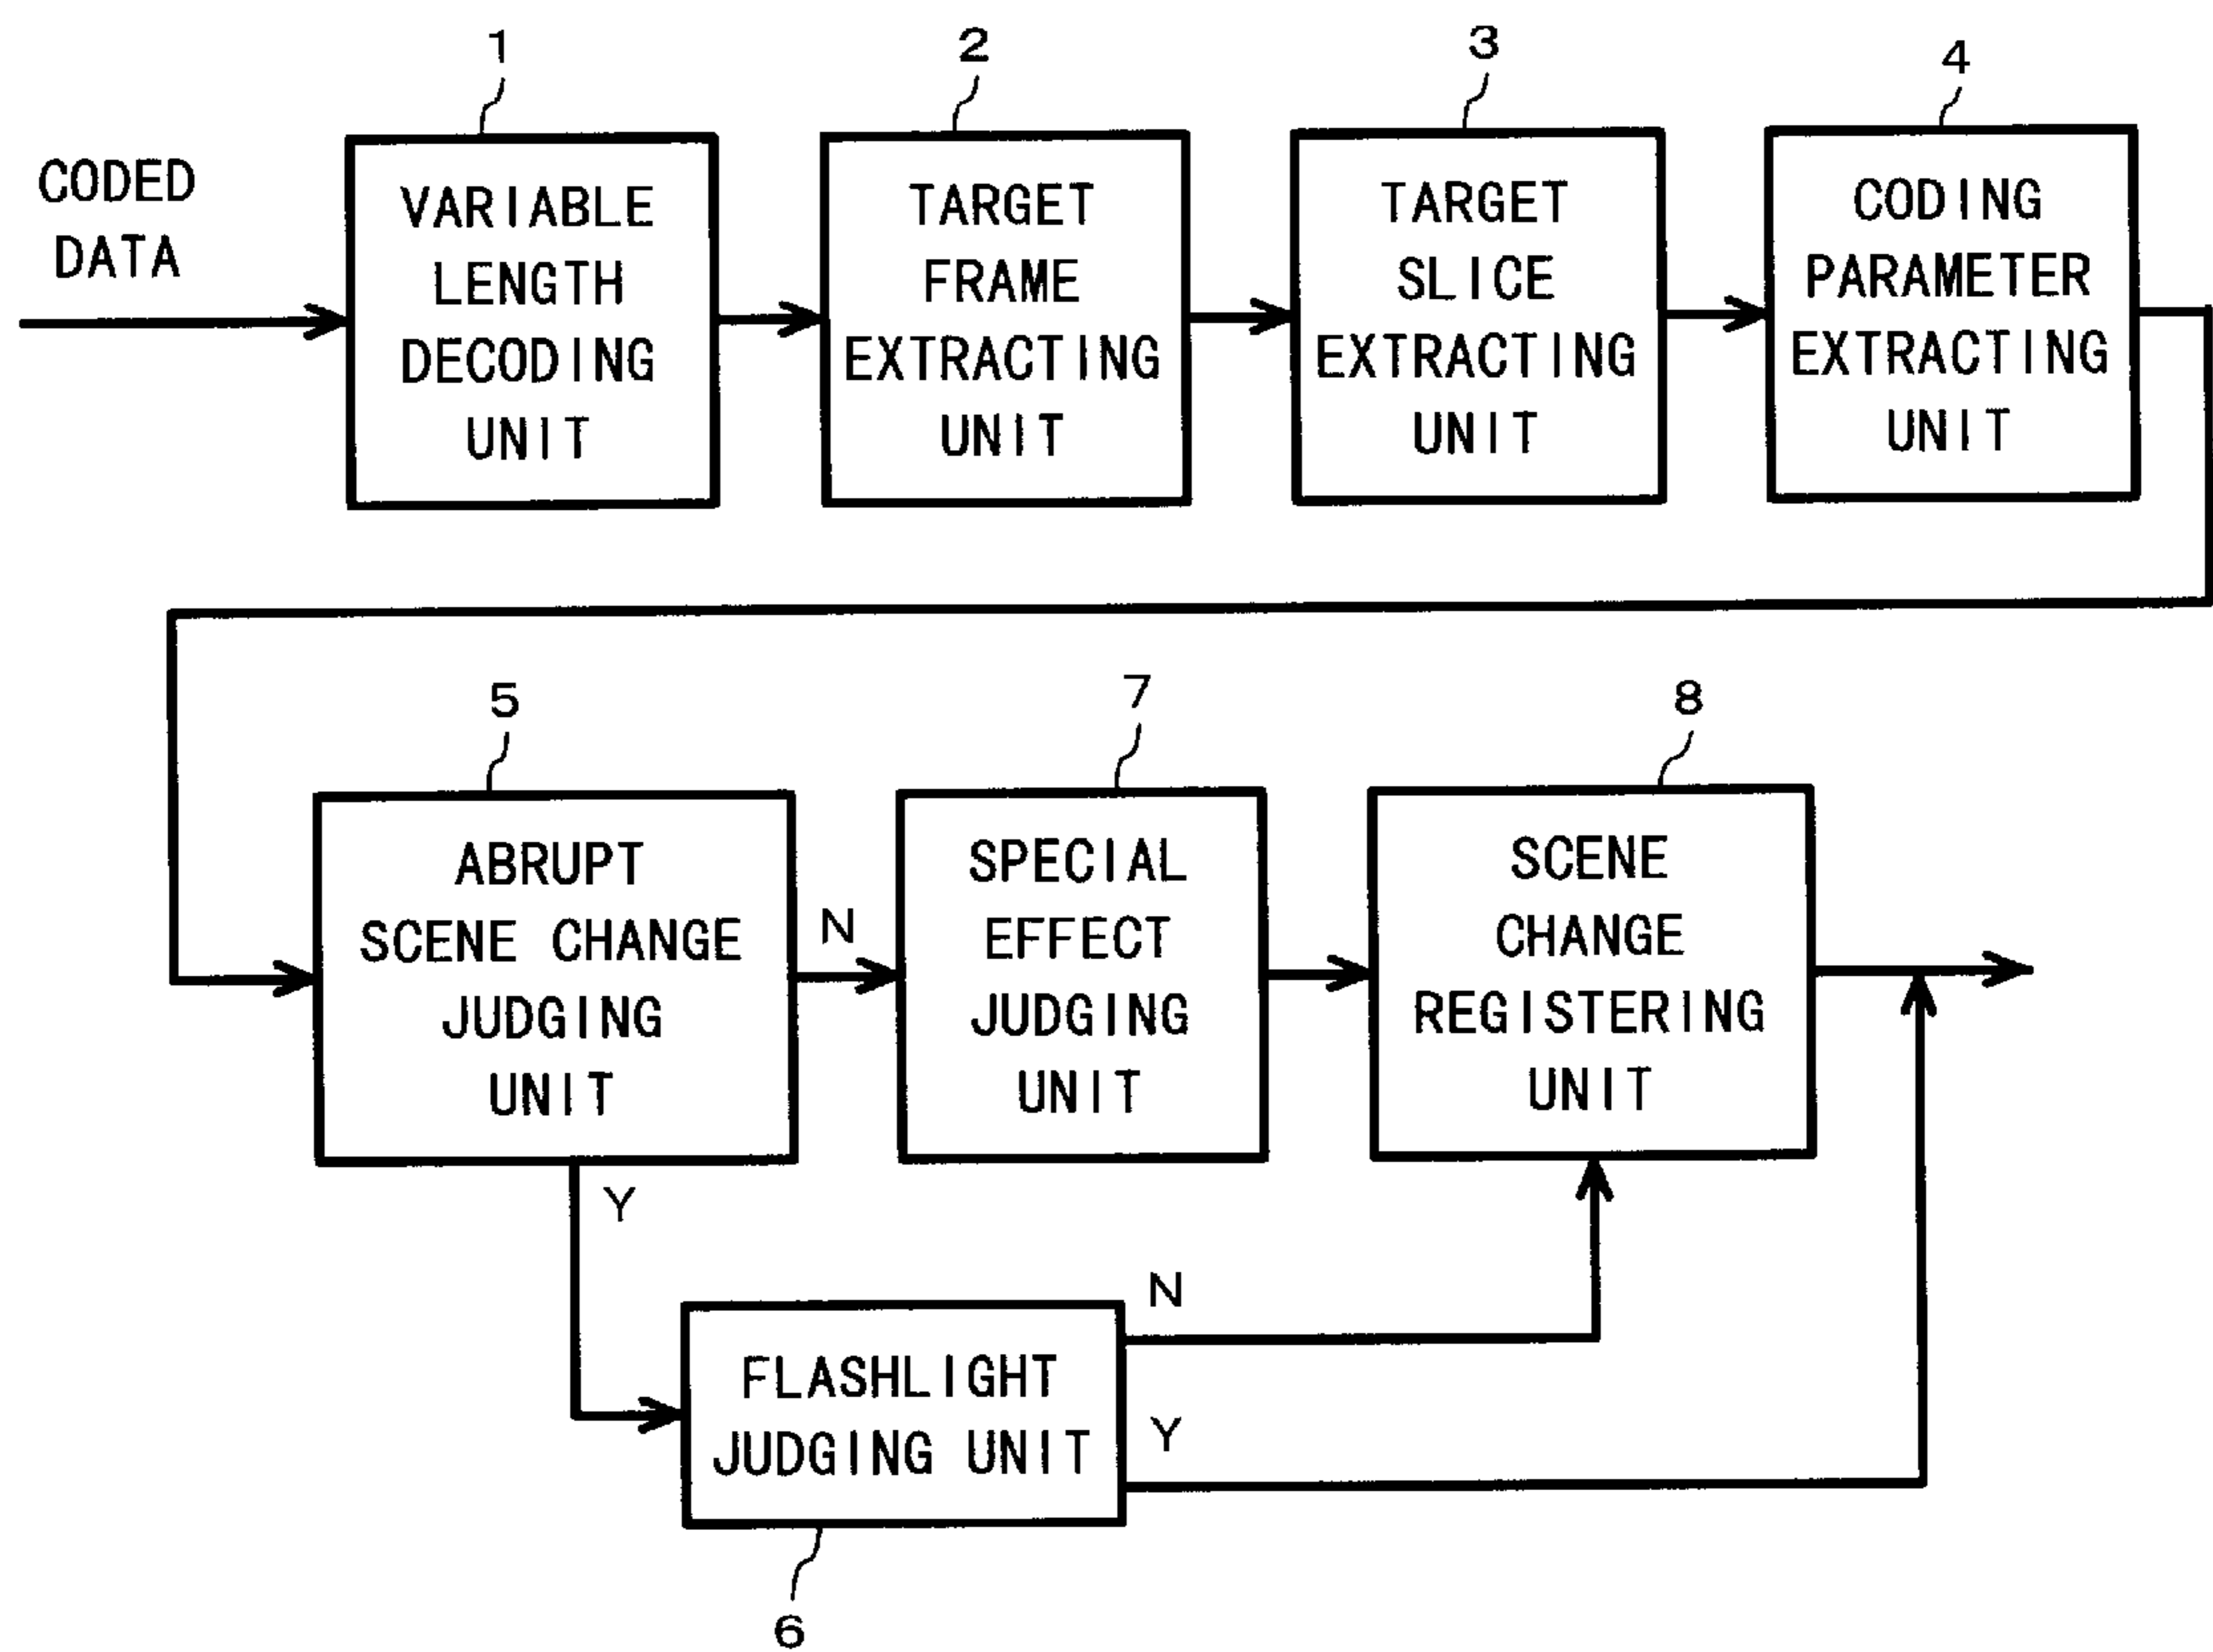 1
2
3
4
CODED
DATA
VARIABLE
LENGTH
DECODING
UNIT
TARGET
FRAME
EXTRACTING
UNIT
TARGET
SLICE
EXTRACTING
UNIT
CODING
PARAMETER
EXTRACTING
UNIT
5
7
8
ABRUPT
SCENE CHANGE
JUDGING
UNIT
N
SPECIAL
EFFECT
JUDGING
UNIT
SCENE
CHANGE
REGISTERING
UNIT
Y
N
FLASHLIGHT
JUDGING UNIT
Y
6